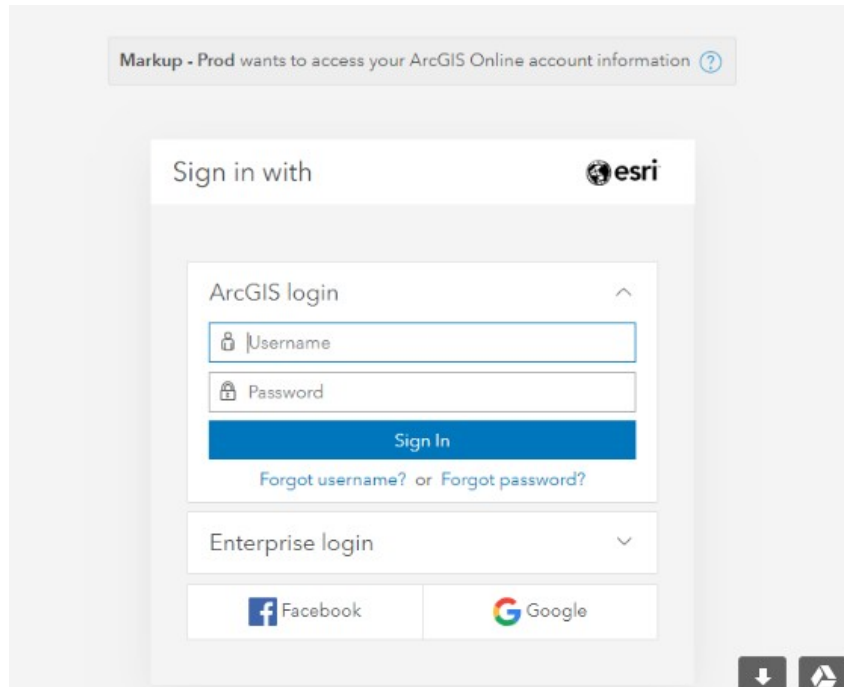 Markup - Prod wants to access your ArcGIS Online account information ?
Sign in with esri
ArcGIS login
Username
Password
Sign In
Forgot username? or Forgot password?
Enterprise login
Facebook Google